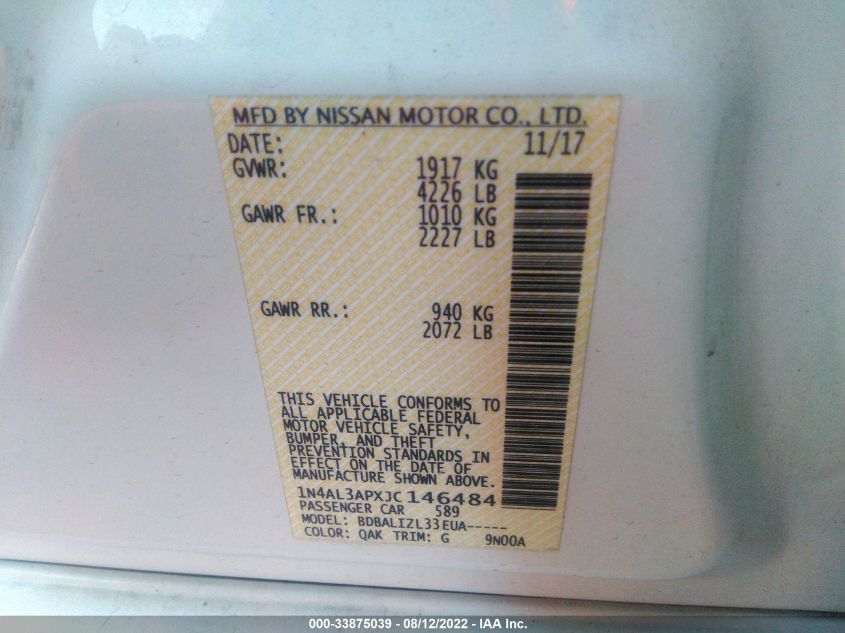 MFD BY NISSAN MOTOR CO., LTD.
DATE: 11/17
GVWR: 1917 KG
4226 LB
GAWR FR.: 1010 KG
2227 LB
GAWR RR.: 940 KG
2072 LB
THIS VEHICLE CONFORMS TO
ALL APPLICABLE FEDERAL
MOTOR VEHICLE SAFETY,
BUMPER, AND THEFT
PREVENTION STANDARDS IN
EFFECT ON THE DATE OF
MANUFACTURE SHOWN ABOVE.
1N4AL3APXJC146484
PASSENGER CAR 589
MODEL: BDBALIZL33EUA-----
COLOR: QAK TRIM: G 9N00A
000-33875039 - 08/12/2022 - IAA Inc.